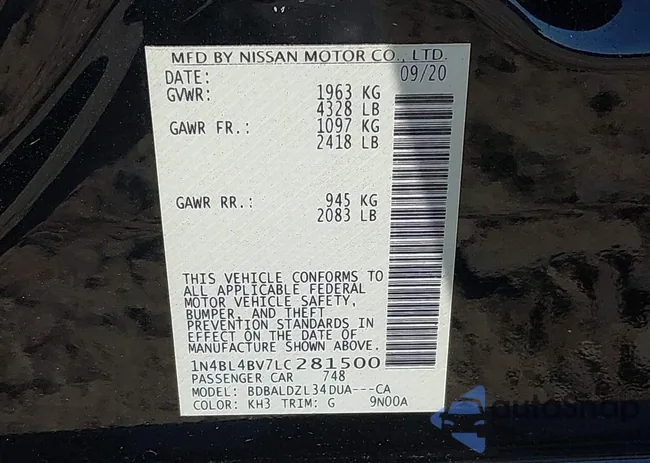 MFD BY NISSAN MOTOR CO., LTD.
DATE: 09/20
GVWR: 1963 KG
4328 LB
GAWR FR.: 1097 KG
2418 LB
GAWR RR.: 945 KG
2083 LB
THIS VEHICLE CONFORMS TO
ALL APPLICABLE FEDERAL
MOTOR VEHICLE SAFETY,
BUMPER, AND THEFT
PREVENTION STANDARDS IN
EFFECT ON THE DATE OF
MANUFACTURE SHOWN ABOVE.
1N4BL4BV7LC281500
PASSENGER CAR 748
MODEL: BDBALDZL34DUA---CA
COLOR: KH3 TRIM: G 9N00A
autoSnap